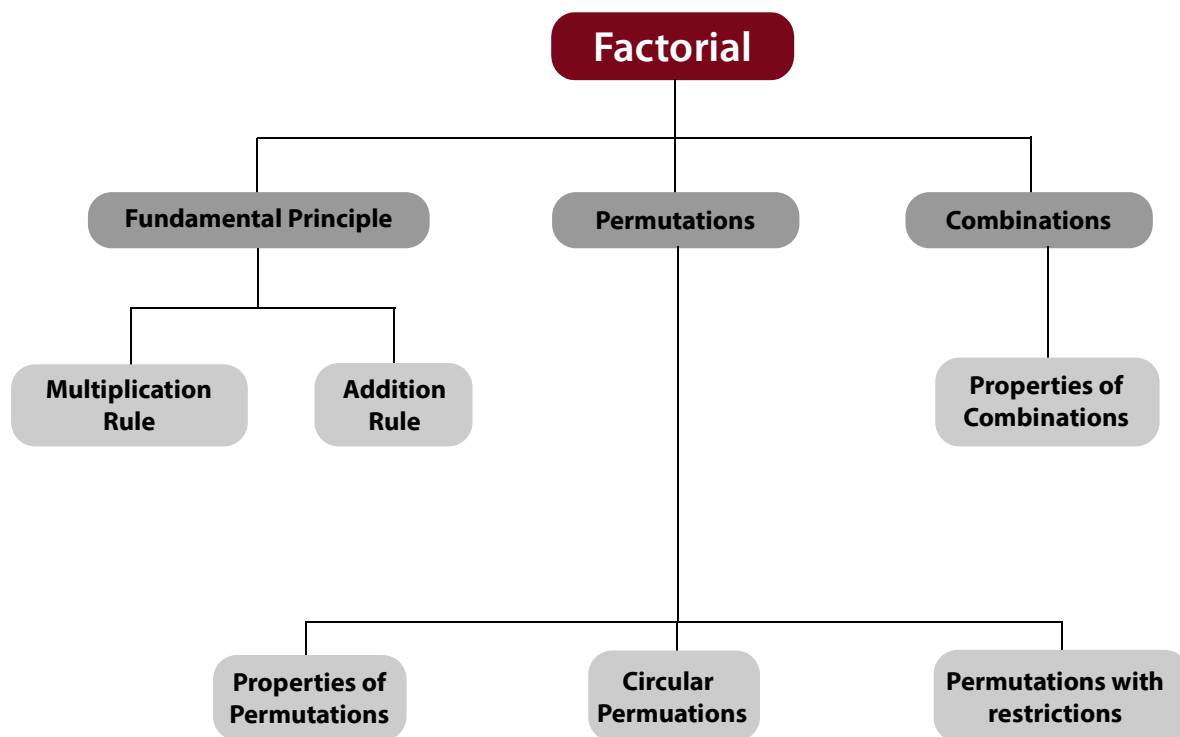 Factorial
Fundamental Principle
Permutations
Combinations
Multiplication
Rule
Addition
Rule
Properties of
Combinations
Properties of
Permutations
Circular
Permuations
Permutations with
restrictions